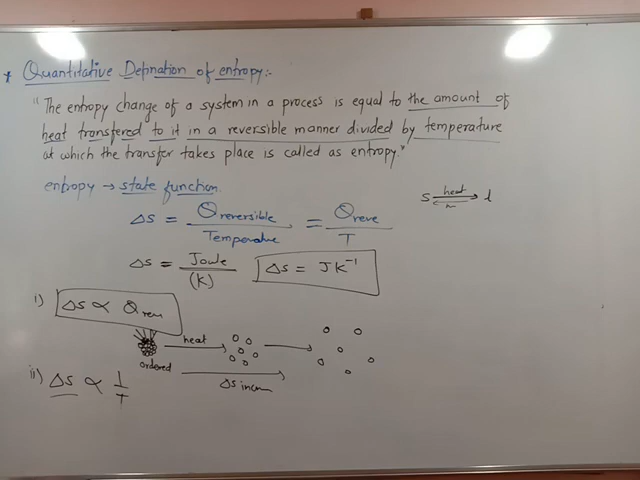 * Quantitative Defination of entropy:-
"The entropy change of a system in a process is equal to the amount of
heat transfered to it in a reversible manner divided by temperature
at which the transfer takes place is called as entropy."
entropy → state function.
s heat ⇌ l
ΔS = Qreversible / Temperature = Qreve / T
ΔS = Joule / (K)
ΔS = JK⁻¹
i) ΔS ∝ Qrev
heat
ordered
ii) ΔS ∝ 1/T
ΔS incre